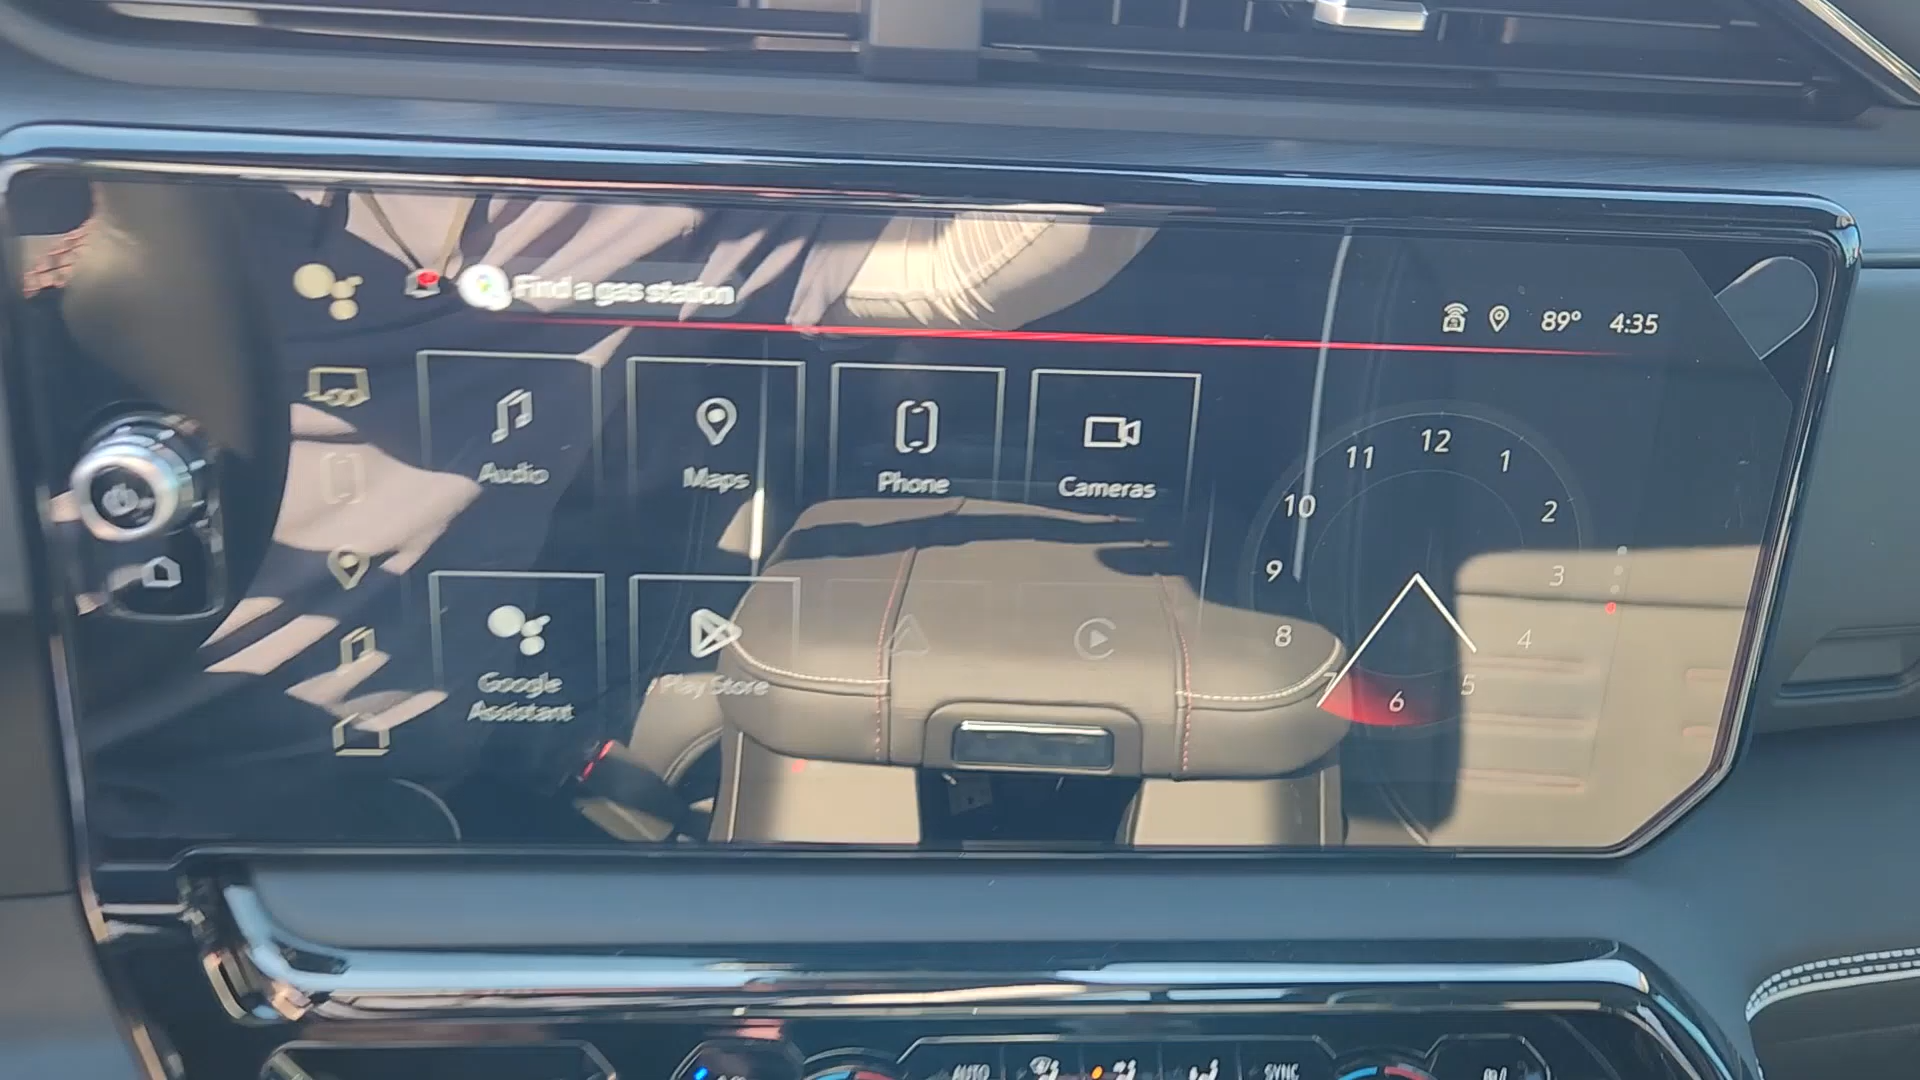 Find a gas station
89° 4:35
Audio
Maps
Phone
Cameras
Google
Assistant
Play Store
12
1
2
3
4
5
6
7
8
9
10
11
AUTO
SYNC